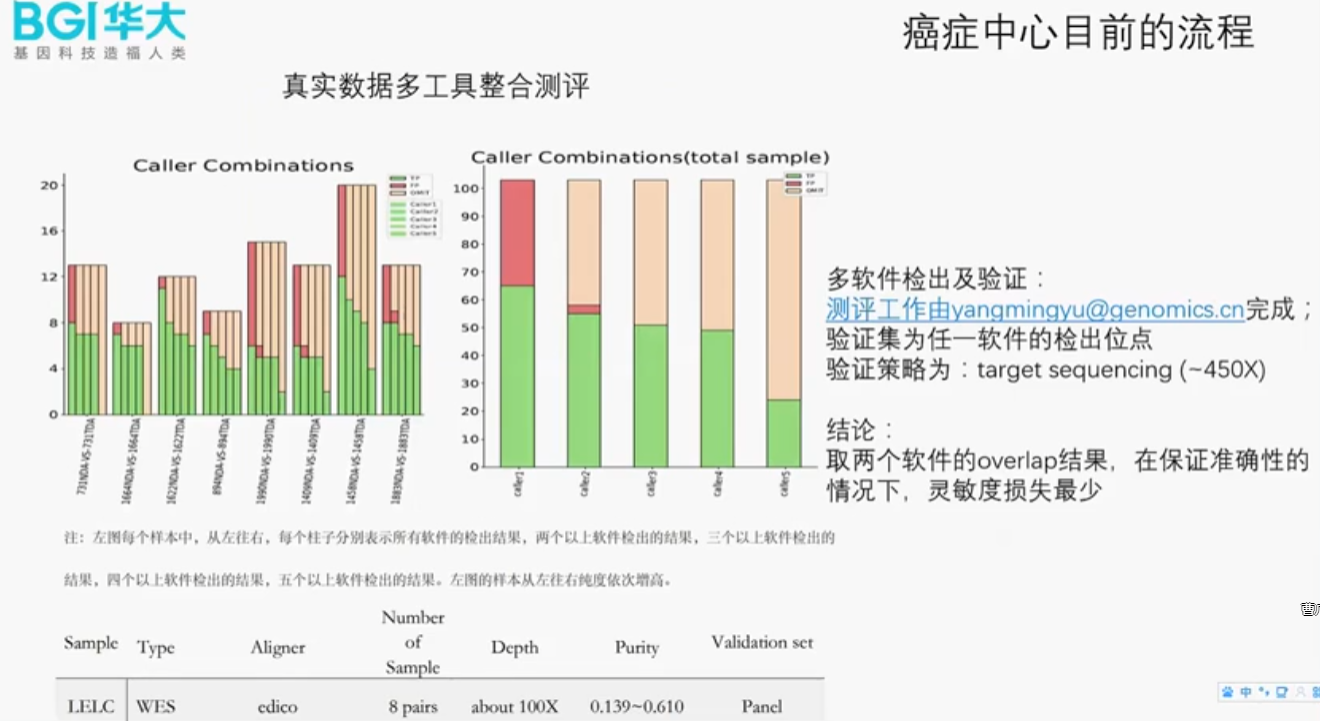 BGI华大
基因科技造福人类
癌症中心目前的流程
真实数据多工具整合测评
Caller Combinations
20
16
12
8
4
0
TP
FP
OMIT
Caller1
Caller2
Caller3
Caller4
Caller5
731NDA-VS-731TDA
1664NDA-VS-1664TDA
1622NDA-VS-1622TDA
894NDA-VS-894TDA
1990NDA-VS-1990TDA
1409NDA-VS-1409TDA
1458NDA-VS-1458TDA
1883NDA-VS-1883TDA
Caller Combinations(total sample)
100
90
80
70
60
50
40
30
20
10
0
TP
FP
OMIT
caller1
caller2
caller3
caller4
caller5
多软件检出及验证：
测评工作由yangmingyu@genomics.cn完成；
验证集为任一软件的检出位点
验证策略为：target sequencing (~450X)
结论：
取两个软件的overlap结果，在保证准确性的
情况下，灵敏度损失最少
注：左图每个样本中，从左往右，每个柱子分别表示所有软件的检出结果，两个以上软件检出的结果，三个以上软件检出的
结果，四个以上软件检出的结果，五个以上软件检出的结果。左图的样本从左往右纯度依次增高。
Sample Type Aligner Number of Sample Depth Purity Validation set
LELC WES edico 8 pairs about 100X 0.139~0.610 Panel
中